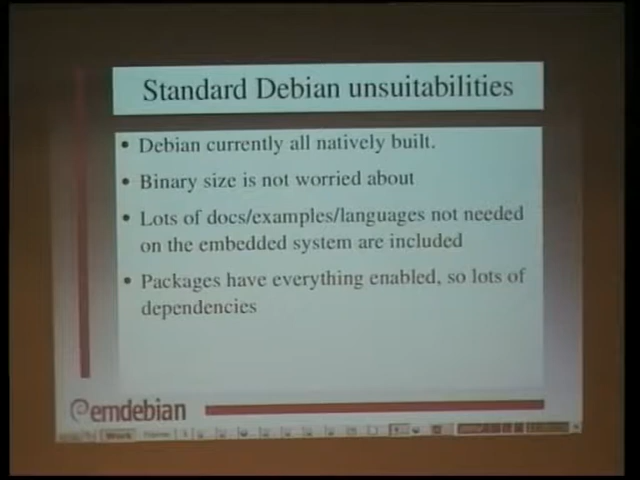 Standard Debian unsuitabilities
• Debian currently all natively built.
• Binary size is not worried about
• Lots of docs/examples/languages not needed
on the embedded system are included
• Packages have everything enabled, so lots of
dependencies
emdebian
Work